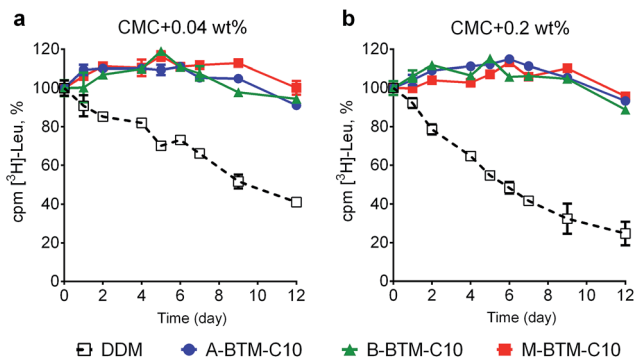 a
CMC+0.04 wt%
cpm [³H]-Leu, %
120
100
80
60
40
20
0
0 2 4 6 8 10 12
Time (day)
b
CMC+0.2 wt%
cpm [³H]-Leu, %
120
100
80
60
40
20
0
0 2 4 6 8 10 12
Time (day)
DDM A-BTM-C10 B-BTM-C10 M-BTM-C10